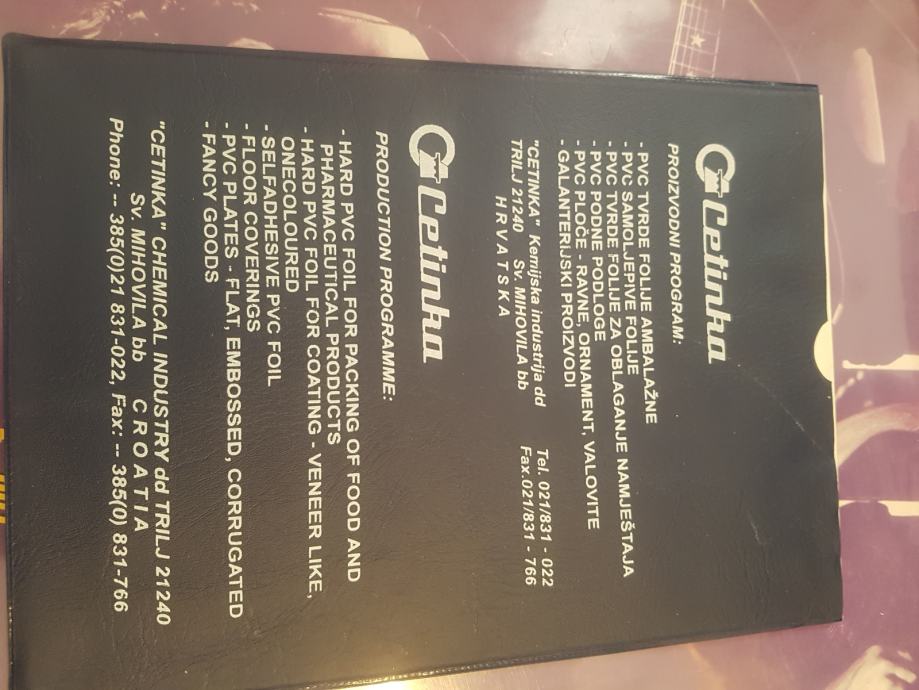 Cetinka
PROIZVODNI PROGRAM:
- PVC TVRDE FOLIJE AMBALAŽNE
- PVC SAMOLJEPIVE FOLIJE
- PVC TVRDE FOLIJE ZA OBLAGANJE NAMJEŠTAJA
- PVC PODNE PODLOGE
- PVC PLOČE - RAVNE, ORNAMENT, VALOVITE
- GALANTERIJSKI PROIZVODI
"CETINKA" Kemijska industrija dd Tel. 021/831 - 022
TRILJ 21240 Sv. MIHOVILA bb Fax.021/831 - 766
H R V A T S K A
Cetinka
PRODUCTION PROGRAMME:
- HARD PVC FOIL FOR PACKING OF FOOD AND
PHARMACEUTICAL PRODUCTS
- HARD PVC FOIL FOR COATING - VENEER LIKE,
ONECOLOURED
- SELFADHESIVE PVC FOIL
- FLOOR COVERINGS
- PVC PLATES - FLAT, EMBOSSED, CORRUGATED
- FANCY GOODS
"CETINKA" CHEMICAL INDUSTRY dd TRILJ 21240
Sv. MIHOVILA bb C R O A T I A
Phone: -- 385(0)21 831-022, Fax: -- 385(0) 831-766